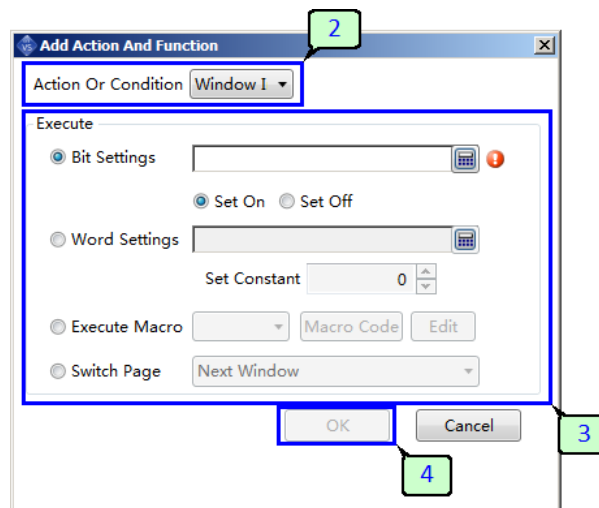 2
VS Add Action And Function
Action Or Condition Window I
Execute
Bit Settings
Set On Set Off
Word Settings
Set Constant 0
Execute Macro Macro Code Edit
Switch Page Next Window
OK Cancel
3
4